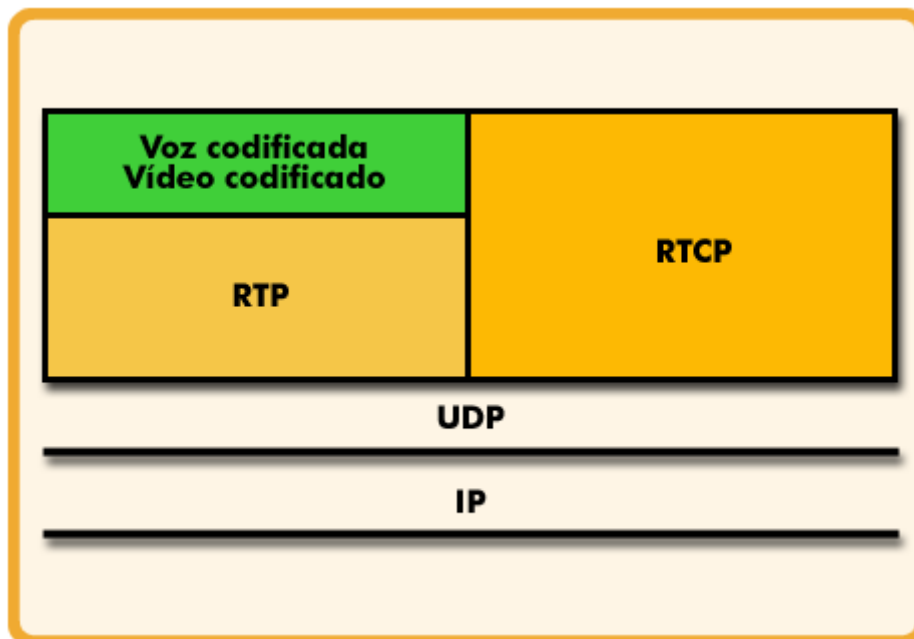 Voz codificada
Vídeo codificado
RTP
RTCP
UDP
IP